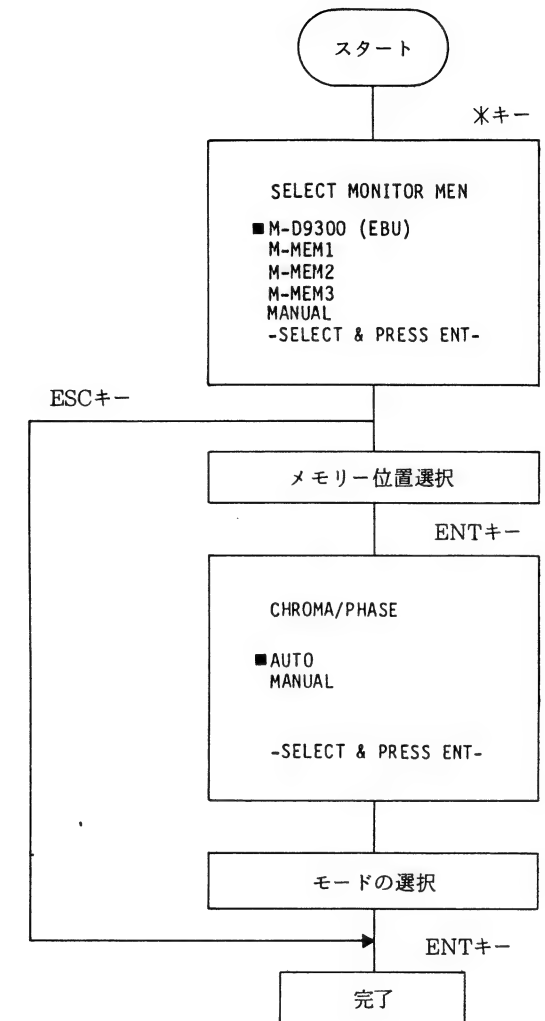 スタート
*キー
SELECT MONITOR MEN
■M-D9300 (EBU)
M-MEM1
M-MEM2
M-MEM3
MANUAL
-SELECT & PRESS ENT-
ESCキー
メモリー位置選択
ENTキー
CHROMA/PHASE
■AUTO
MANUAL
-SELECT & PRESS ENT-
モードの選択
ENTキー
完了